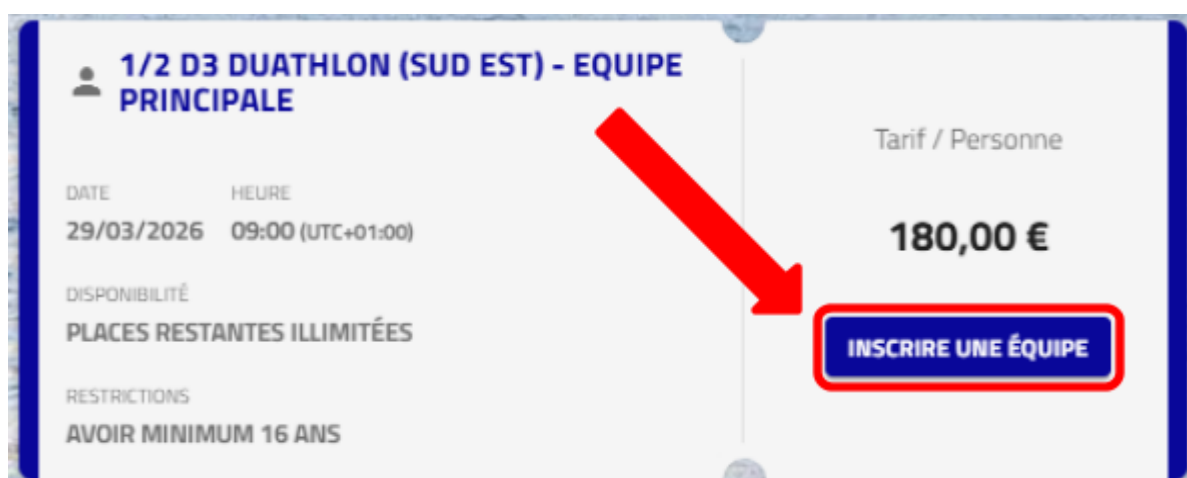 1/2 D3 DUATHLON (SUD EST) - EQUIPE
PRINCIPALE
DATE HEURE
29/03/2026 09:00 (UTC+01:00)
DISPONIBILITÉ
PLACES RESTANTES ILLIMITÉES
RESTRICTIONS
AVOIR MINIMUM 16 ANS
Tarif / Personne
180,00 €
INSCRIRE UNE ÉQUIPE